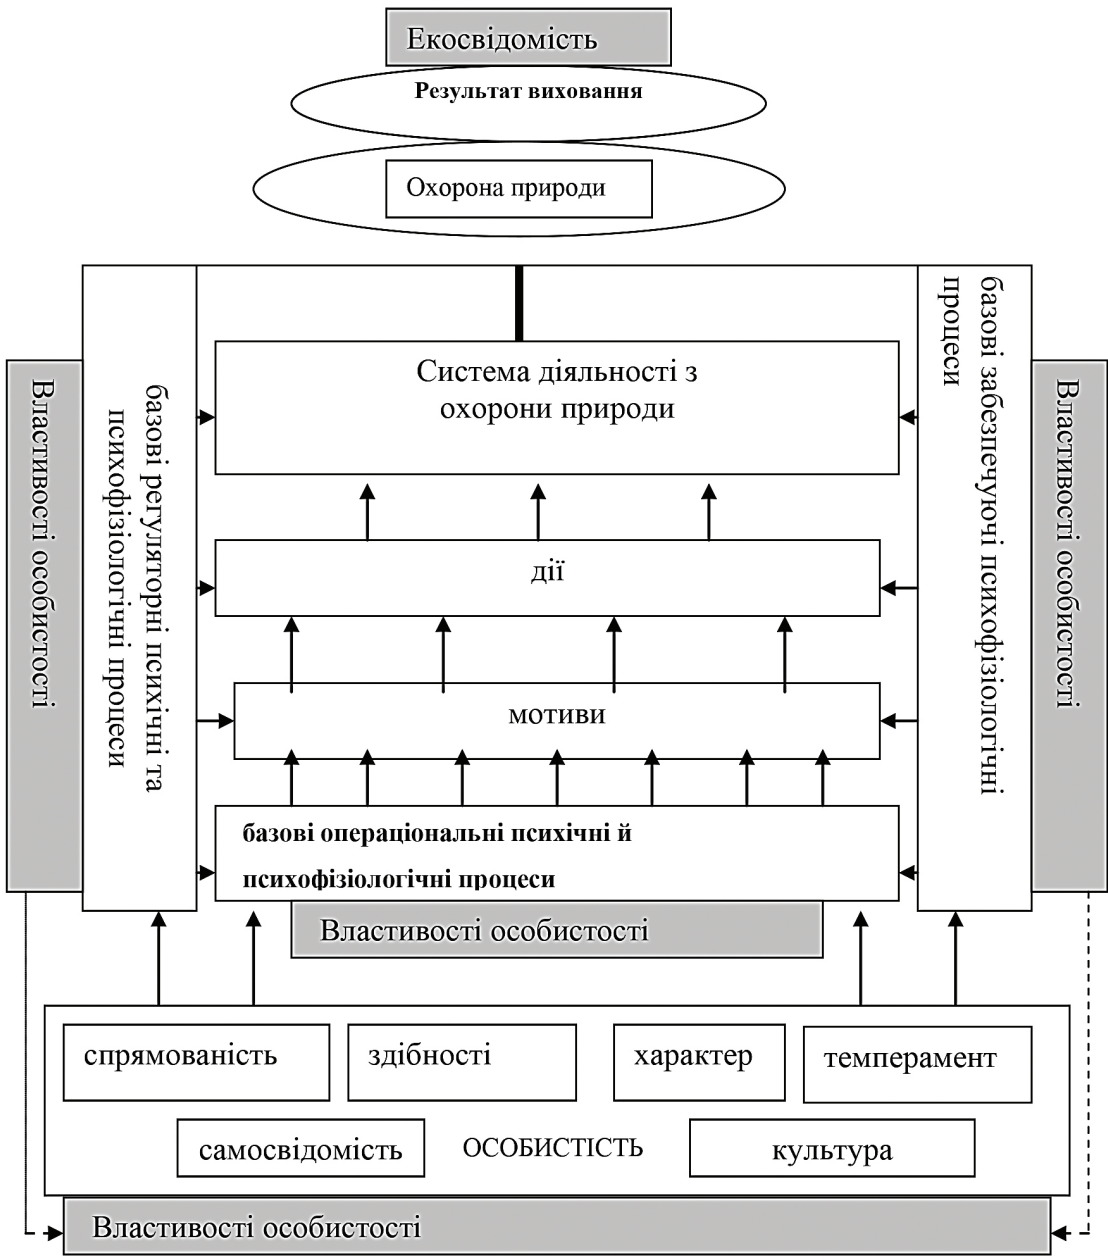 Екосвідомість
Результат виховання
Охорона природи
Властивості особистості
базові регуляторні психічні та
психофізіологічні процеси
Система діяльності з
охорони природи
дії
мотиви
базові операціональні психічні й
психофізіологічні процеси
Властивості особистості
базові забезпечуючі психофізіологічні
процеси
Властивості особистості
спрямованість
здібності
характер
темперамент
самосвідомість
ОСОБИСТІСТЬ
культура
Властивості особистості